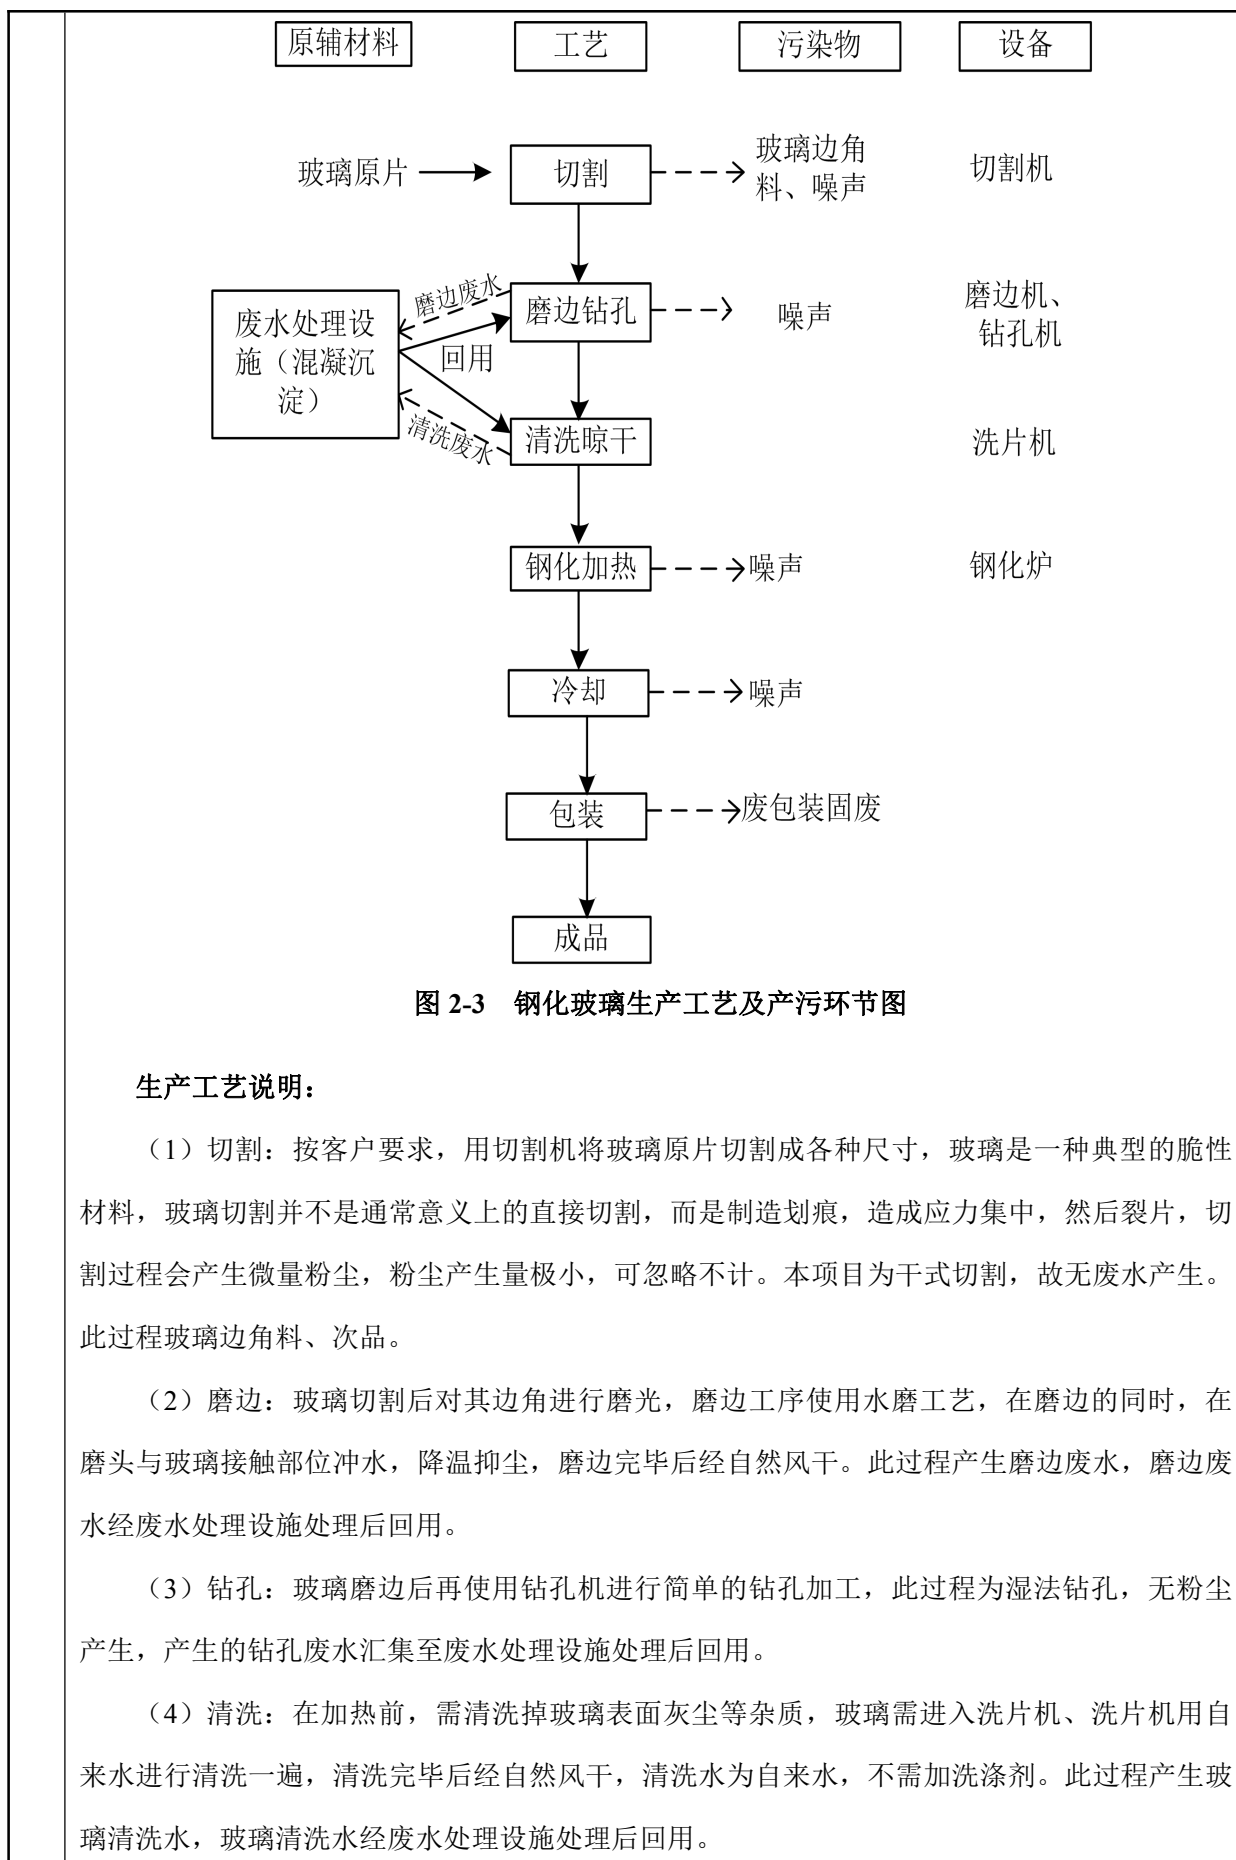 原辅材料
工艺
污染物
设备
玻璃原片
切割
玻璃边角
料、噪声
切割机
磨边废水
磨边钻孔
噪声
磨边机、
钻孔机
废水处理设
施（混凝沉
淀）
回用
清洗废水
清洗晾干
洗片机
钢化加热
噪声
钢化炉
冷却
噪声
包装
废包装固废
成品
图 2-3 钢化玻璃生产工艺及产污环节图
生产工艺说明：
（1）切割：按客户要求，用切割机将玻璃原片切割成各种尺寸，玻璃是一种典型的脆性
材料，玻璃切割并不是通常意义上的直接切割，而是制造划痕，造成应力集中，然后裂片，切
割过程会产生微量粉尘，粉尘产生量极小，可忽略不计。本项目为干式切割，故无废水产生。
此过程玻璃边角料、次品。
（2）磨边：玻璃切割后对其边角进行磨光，磨边工序使用水磨工艺，在磨边的同时，在
磨头与玻璃接触部位冲水，降温抑尘，磨边完毕后经自然风干。此过程产生磨边废水，磨边废
水经废水处理设施处理后回用。
（3）钻孔：玻璃磨边后再使用钻孔机进行简单的钻孔加工，此过程为湿法钻孔，无粉尘
产生，产生的钻孔废水汇集至废水处理设施处理后回用。
（4）清洗：在加热前，需清洗掉玻璃表面灰尘等杂质，玻璃需进入洗片机、洗片机用自
来水进行清洗一遍，清洗完毕后经自然风干，清洗水为自来水，不需加洗涤剂。此过程产生玻
璃清洗水，玻璃清洗水经废水处理设施处理后回用。